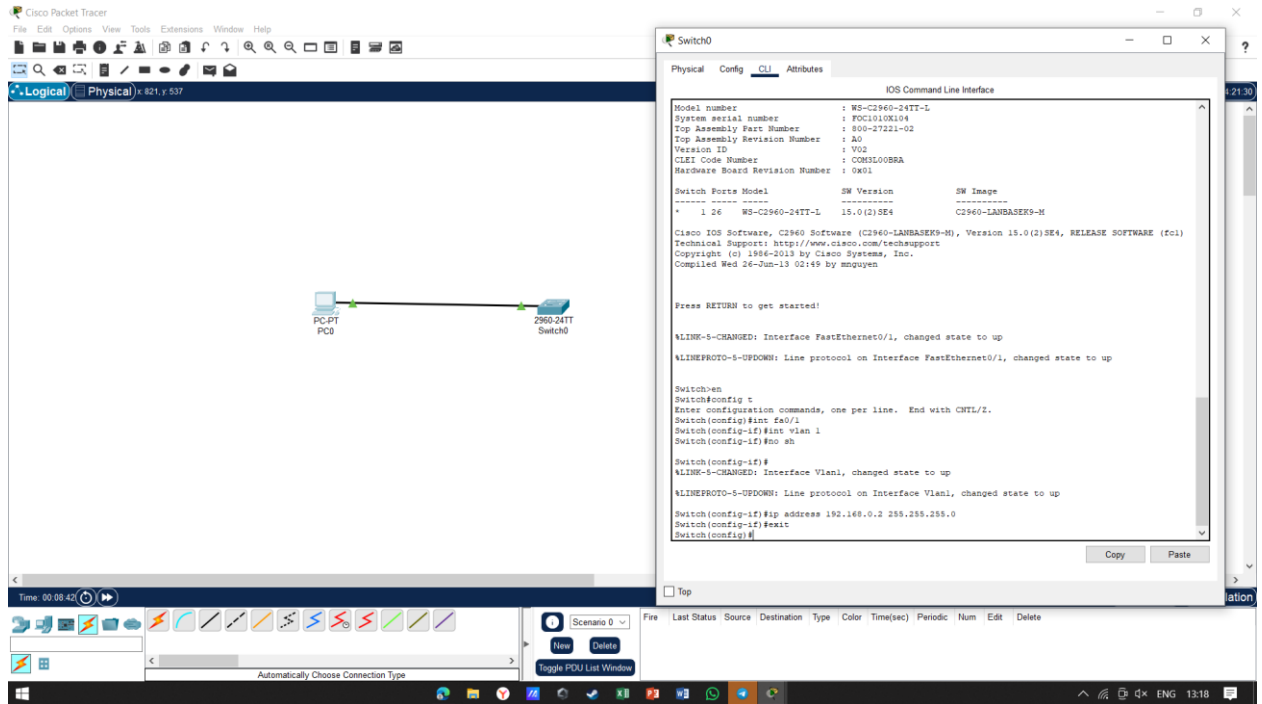 Cisco Packet Tracer
File Edit Options View Tools Extensions Window Help
?
Logical Physical x: 821, y: 537
4:21:30
PC-PT
PC0
2960-24TT
Switch0
Switch0
Physical Config CLI Attributes
IOS Command Line Interface
Model number : WS-C2960-24TT-L
System serial number : FOC1010X104
Top Assembly Part Number : 800-27221-02
Top Assembly Revision Number : A0
Version ID : V02
CLEI Code Number : COM3L00BRA
Hardware Board Revision Number : 0x01
Switch Ports Model SW Version SW Image
------ ----- ----- ---------- ----------
* 1 26 WS-C2960-24TT-L 15.0(2)SE4 C2960-LANBASEK9-M
Cisco IOS Software, C2960 Software (C2960-LANBASEK9-M), Version 15.0(2)SE4, RELEASE SOFTWARE (fc1)
Technical Support: http://www.cisco.com/techsupport
Copyright (c) 1986-2013 by Cisco Systems, Inc.
Compiled Wed 26-Jun-13 02:49 by mnguyen
Press RETURN to get started!
%LINK-5-CHANGED: Interface FastEthernet0/1, changed state to up
%LINEPROTO-5-UPDOWN: Line protocol on Interface FastEthernet0/1, changed state to up
Switch>en
Switch#config t
Enter configuration commands, one per line. End with CNTL/Z.
Switch(config)#int fa0/1
Switch(config-if)#int vlan 1
Switch(config-if)#no sh
Switch(config-if)#
%LINK-5-CHANGED: Interface Vlan1, changed state to up
%LINEPROTO-5-UPDOWN: Line protocol on Interface Vlan1, changed state to up
Switch(config-if)#ip address 192.168.0.2 255.255.255.0
Switch(config-if)#exit
Switch(config)#
Copy Paste
Top
Time: 00:08:42
lation
Scenario 0
New Delete
Toggle PDU List Window
Fire Last Status Source Destination Type Color Time(sec) Periodic Num Edit Delete
Automatically Choose Connection Type
ENG 13:18